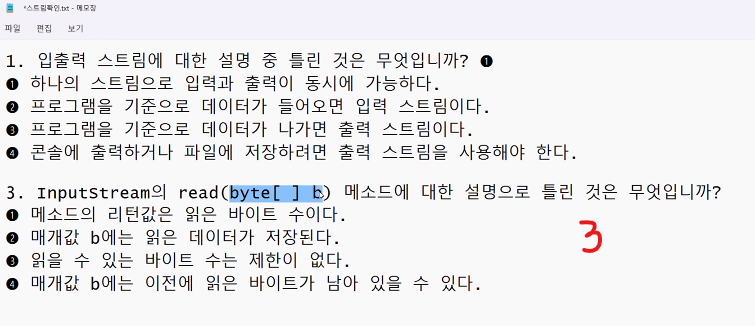 *스트림확인.txt - 메모장
파일 편집 보기
1. 입출력 스트림에 대한 설명 중 틀린 것은 무엇입니까? ❶
❶ 하나의 스트림으로 입력과 출력이 동시에 가능하다.
❷ 프로그램을 기준으로 데이터가 들어오면 입력 스트림이다.
❸ 프로그램을 기준으로 데이터가 나가면 출력 스트림이다.
❹ 콘솔에 출력하거나 파일에 저장하려면 출력 스트림을 사용해야 한다.
3. InputStream의 read(byte[ ] b) 메소드에 대한 설명으로 틀린 것은 무엇입니까?
❶ 메소드의 리턴값은 읽은 바이트 수이다.
❷ 매개값 b에는 읽은 데이터가 저장된다.
❸ 읽을 수 있는 바이트 수는 제한이 없다.
❹ 매개값 b에는 이전에 읽은 바이트가 남아 있을 수 있다.
3